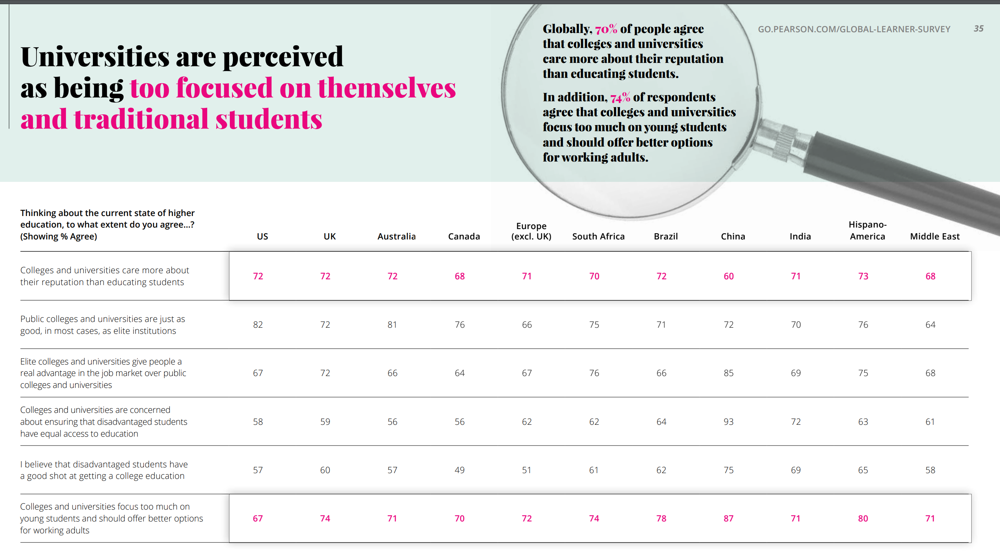 GO.PEARSON.COM/GLOBAL-LEARNER-SURVEY 35
Universities are perceived
as being too focused on themselves
and traditional students
Globally, 70% of people agree
that colleges and universities
care more about their reputation
than educating students.
In addition, 74% of respondents
agree that colleges and universities
focus too much on young students
and should offer better options
for working adults.
Thinking about the current state of higher
education, to what extent do you agree...?
(Showing % Agree)
US
UK
Australia
Canada
Europe
(excl. UK)
South Africa
Brazil
China
India
Hispano-
America
Middle East
Colleges and universities care more about
their reputation than educating students
72 72 72 68 71 70 72 60 71 73 68
Public colleges and universities are just as
good, in most cases, as elite institutions
82 72 81 76 66 75 71 72 70 76 64
Elite colleges and universities give people a
real advantage in the job market over public
colleges and universities
67 72 66 64 67 76 66 85 69 75 68
Colleges and universities are concerned
about ensuring that disadvantaged students
have equal access to education
58 59 56 56 62 62 64 93 72 63 61
I believe that disadvantaged students have
a good shot at getting a college education
57 60 57 49 51 61 62 75 69 65 58
Colleges and universities focus too much on
young students and should offer better options
for working adults
67 74 71 70 72 74 78 87 71 80 71